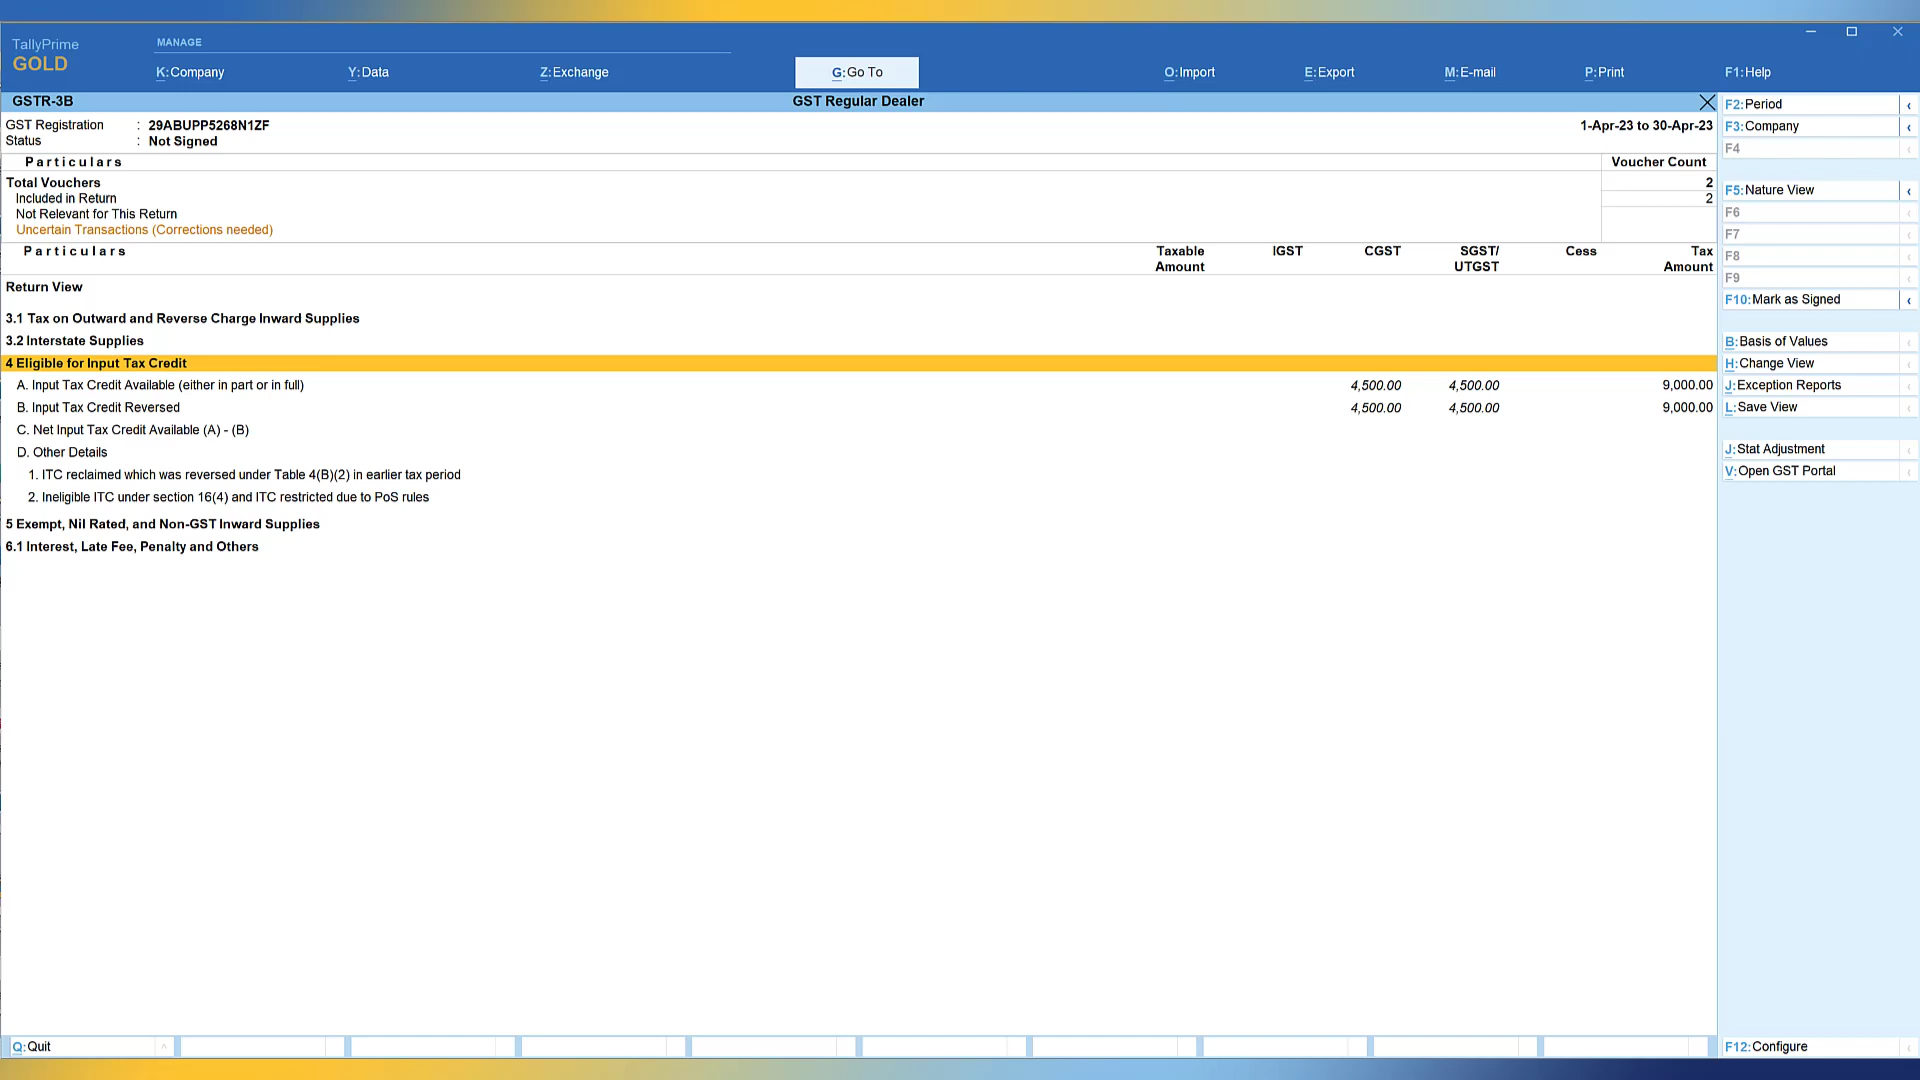 TallyPrime
GOLD
MANAGE
K:Company
Y:Data
Z:Exchange
G:Go To
O:Import
E:Export
M:E-mail
P:Print
F1:Help
GSTR-3B
GST Regular Dealer
GST Registration : 29ABUPP5268N1ZF
1-Apr-23 to 30-Apr-23
Status : Not Signed
Particulars Voucher Count
Total Vouchers 2
Included in Return 2
Not Relevant for This Return
Uncertain Transactions (Corrections needed)
Particulars Taxable Amount IGST CGST SGST/ UTGST Cess Tax Amount
Return View
3.1 Tax on Outward and Reverse Charge Inward Supplies
3.2 Interstate Supplies
4 Eligible for Input Tax Credit
A. Input Tax Credit Available (either in part or in full) 4,500.00 4,500.00 9,000.00
B. Input Tax Credit Reversed 4,500.00 4,500.00 9,000.00
C. Net Input Tax Credit Available (A) - (B)
D. Other Details
1. ITC reclaimed which was reversed under Table 4(B)(2) in earlier tax period
2. Ineligible ITC under section 16(4) and ITC restricted due to PoS rules
5 Exempt, Nil Rated, and Non-GST Inward Supplies
6.1 Interest, Late Fee, Penalty and Others
F2:Period
F3:Company
F4
F5:Nature View
F6
F7
F8
F9
F10:Mark as Signed
B:Basis of Values
H:Change View
J:Exception Reports
L:Save View
J:Stat Adjustment
V:Open GST Portal
Q:Quit
F12:Configure